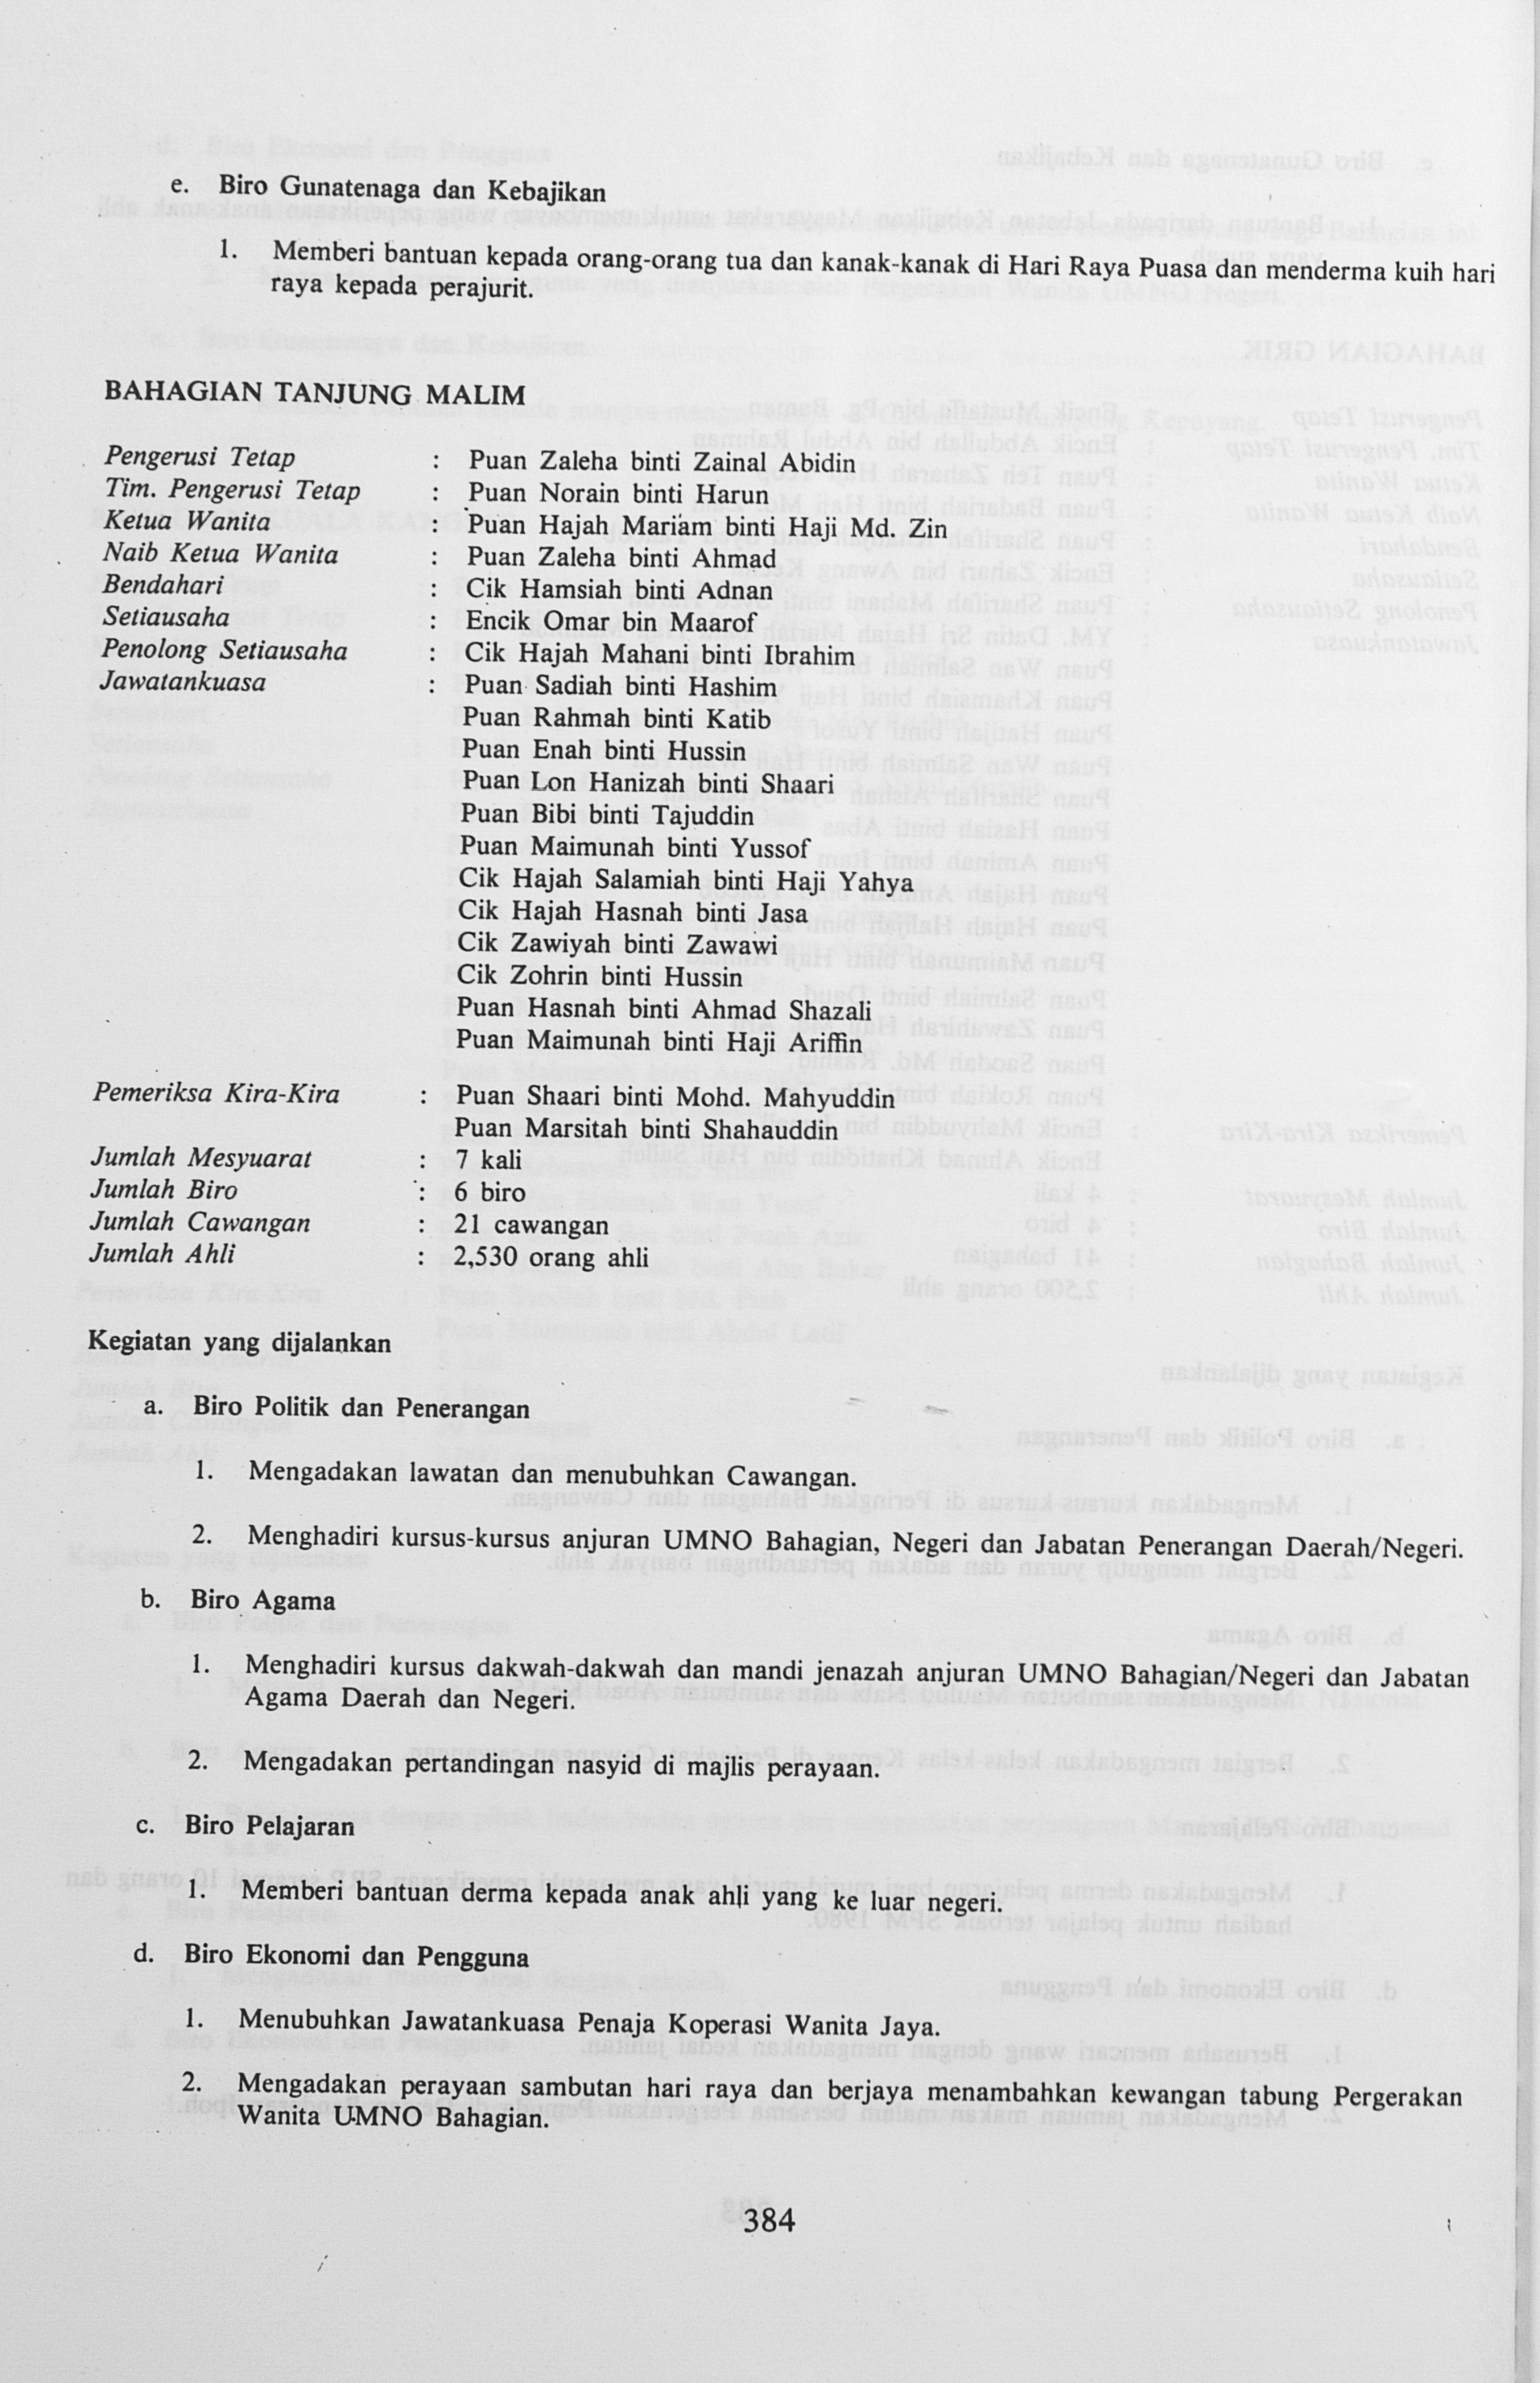 e. Biro Gunatenaga dan Kebajikan
1. Memberi bantuan kepada orang-orang tua dan kanak-kanak di Hari Raya Puasa dan menderma kuih hari
raya kepada perajurit.
BAHAGIAN TANJUNG MALIM
Pengerusi Tetap : Puan Zaleha binti Zainal Abidin
Tim. Pengerusi Tetap : Puan Norain binti Harun
Ketua Wanita : Puan Hajah Mariam binti Haji Md. Zin
Naib Ketua Wanita : Puan Zaleha binti Ahmad
Bendahari : Cik Hamsiah binti Adnan
Setiausaha : Encik Omar bin Maarof
Penolong Setiausaha : Cik Hajah Mahani binti Ibrahim
Jawatankuasa : Puan Sadiah binti Hashim
Puan Rahmah binti Katib
Puan Enah binti Hussin
Puan Lon Hanizah binti Shaari
Puan Bibi binti Tajuddin
Puan Maimunah binti Yussof
Cik Hajah Salamiah binti Haji Yahya
Cik Hajah Hasnah binti Jasa
Cik Zawiyah binti Zawawi
Cik Zohrin binti Hussin
Puan Hasnah binti Ahmad Shazali
Puan Maimunah binti Haji Ariffin
Pemeriksa Kira-Kira : Puan Shaari binti Mohd. Mahyuddin
Puan Marsitah binti Shahauddin
Jumlah Mesyuarat : 7 kali
Jumlah Biro : 6 biro
Jumlah Cawangan : 21 cawangan
Jumlah Ahli : 2,530 orang ahli
Kegiatan yang dijalankan
a. Biro Politik dan Penerangan
1. Mengadakan lawatan dan menubuhkan Cawangan.
2. Menghadiri kursus-kursus anjuran UMNO Bahagian, Negeri dan Jabatan Penerangan Daerah/Negeri.
b. Biro Agama
1. Menghadiri kursus dakwah-dakwah dan mandi jenazah anjuran UMNO Bahagian/Negeri dan Jabatan
Agama Daerah dan Negeri.
2. Mengadakan pertandingan nasyid di majlis perayaan.
c. Biro Pelajaran
1. Memberi bantuan derma kepada anak ahli yang ke luar negeri.
d. Biro Ekonomi dan Pengguna
1. Menubuhkan Jawatankuasa Penaja Koperasi Wanita Jaya.
2. Mengadakan perayaan sambutan hari raya dan berjaya menambahkan kewangan tabung Pergerakan
Wanita UMNO Bahagian.
384